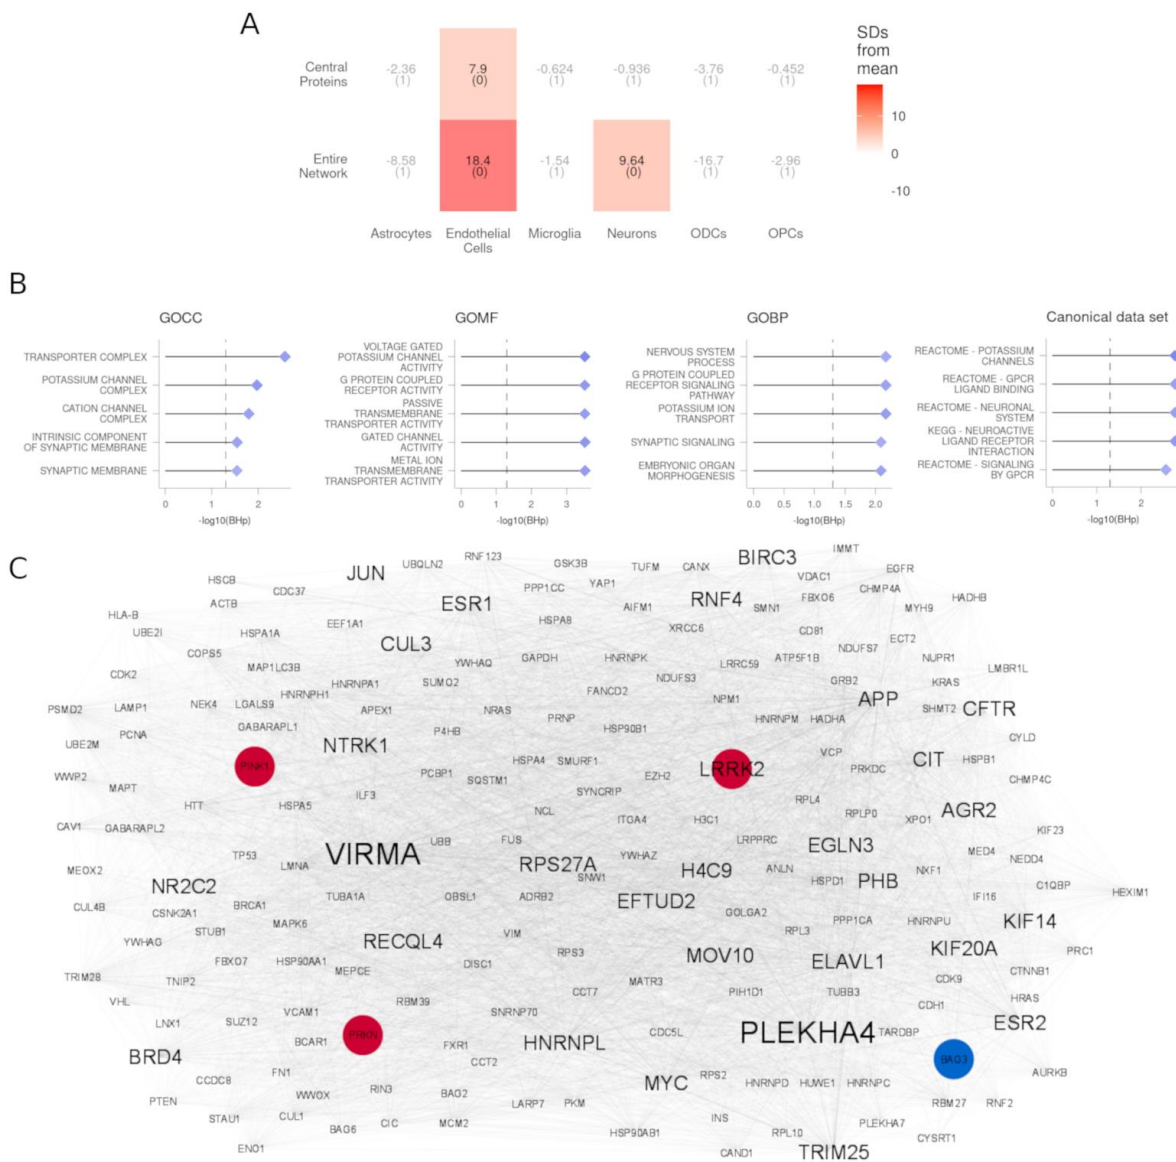 A
SDs
from
mean
10
0
-10
Central
Proteins
-2.36
(1)
7.9
(0)
-0.624
(1)
-0.936
(1)
-3.76
(1)
-0.452
(1)
Entire
Network
-8.58
(1)
18.4
(0)
-1.54
(1)
9.64
(0)
-16.7
(1)
-2.96
(1)
Astrocytes
Endothelial
Cells
Microglia
Neurons
ODCs
OPCs
B
GOCC
TRANSPORTER COMPLEX
POTASSIUM CHANNEL
COMPLEX
CATION CHANNEL
COMPLEX
INTRINSIC COMPONENT
OF SYNAPTIC MEMBRANE
SYNAPTIC MEMBRANE
0 1 2
-log10(BHp)
GOMF
VOLTAGE GATED
POTASSIUM CHANNEL
ACTIVITY
G PROTEIN COUPLED
RECEPTOR ACTIVITY
PASSIVE
TRANSMEMBRANE
TRANSPORTER ACTIVITY
GATED CHANNEL
ACTIVITY
METAL ION
TRANSMEMBRANE
TRANSPORTER ACTIVITY
0 1 2 3
-log10(BHp)
GOBP
NERVOUS SYSTEM
PROCESS
G PROTEIN COUPLED
RECEPTOR SIGNALING
PATHWAY
POTASSIUM ION
TRANSPORT
SYNAPTIC SIGNALING
EMBRYONIC ORGAN
MORPHOGENESIS
0.0 0.5 1.0 1.5 2.0
-log10(BHp)
Canonical data set
REACTOME - POTASSIUM
CHANNELS
REACTOME - GPCR
LIGAND BINDING
REACTOME - NEURONAL
SYSTEM
KEGG - NEUROACTIVE
LIGAND RECEPTOR
INTERACTION
REACTOME - SIGNALING
BY GPCR
0 1 2
-log10(BHp)
C
RNF123 IMMT
UBQLN2 GSK3B TUFM CANX BIRC3 EGFR
JUN HSCB CDC37 PPP1CC YAP1 VDAC1 FBXO6 CHMP4A
ACTB ESR1 AIFM1 RNF4 SMN1 MYH9 HADHB
HLA-B EEF1A1 HSPA8 XRCC6 CD81 ECT2
UBE2I HSPA1A CUL3 NDUFS7
COPS5 MAP1LC3B YWHAQ GAPDH HNRNPK LRRC59 ATP5F1B NUPR1 LMBR1L
CDK2 HNRNPH1 HNRNPA1 SUMO2 FANCD2 NDUFS3 GRB2 KRAS
PSMD2 LAMP1 NEK4 LGALS9 APEX1 NRAS PRNP NPM1 APP SHMT2 CFTR
UBE2M PCNA GABARAPL1 P4HB HSP90B1 HNRNPM HADHA CYLD
NTRK1 HSPA4 SMURF1 VCP CIT HSPB1
WWP2 PINK1 PCBP1 SQSTM1 EZH2 LRRK2 PRKDC CHMP4C
MAPT ILF3 SYNCRIP RPL4
HTT HSPA5 NCL ITGA4 H3C1 RPLP0 XPO1 AGR2
CAV1 GABARAPL2 UBB FUS LRPPRC EGLN3 KIF23
TP53 VIRMA YWHAZ MED4 NEDD4
MEOX2 LMNA RPS27A SNW1 H4C9 ANLN HSPD1 PHB NXF1
NR2C2 TUBA1A OBSL1 ADRB2 EFTUD2 IFI16 C1QBP HEXIM1
CUL4B CSNK2A1 BRCA1 GOLGA2 PPP1CA HNRNPU KIF14
STUB1 MAPK6 RPL3
YWHAG RECQL4 VIM RPS3 MOV10 ELAVL1 KIF20A PRC1
TRIM28 FBXO7 HSP90AA1 MEPCE DISC1 MATR3 CTNNB1
TNIP2 CCT7 PIH1D1 TUBB3 CDK9
VHL RBM39 SNRNP70 CDH1 HRAS
LNX1 SUZ12 VCAM1 CDC5L PLEKHA4 TARDBP ESR2
BRD4 BCAR1 PRKN FXR1 HNRNPL BAG3
CCDC8 FN1 CCT2 MYC RPS2 AURKB
PTEN WWOX RIN3 BAG2 HNRNPD HUWE1 HNRNPC
STAU1 CUL1 LARP7 PKM RBM27 RNF2
CIC MCM2 INS PLEKHA7
BAG6 HSP90AB1 RPL10 CYSRT1
ENO1 CAND1 TRIM25